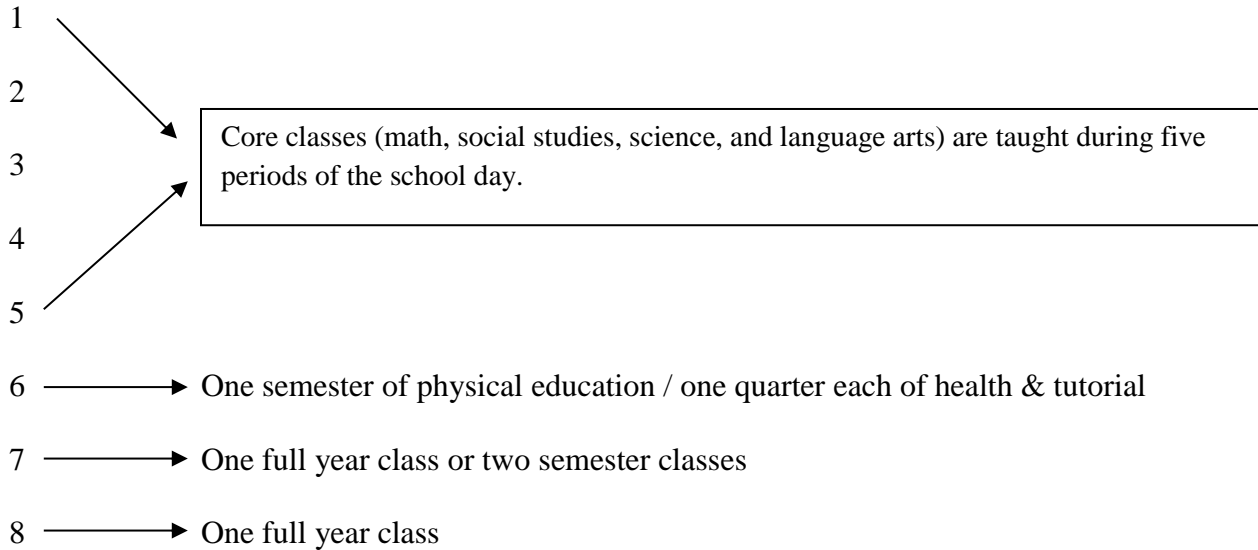 1
2
Core classes (math, social studies, science, and language arts) are taught during five
3
periods of the school day.
4
5
6 One semester of physical education / one quarter each of health & tutorial
7 One full year class or two semester classes
8 One full year class